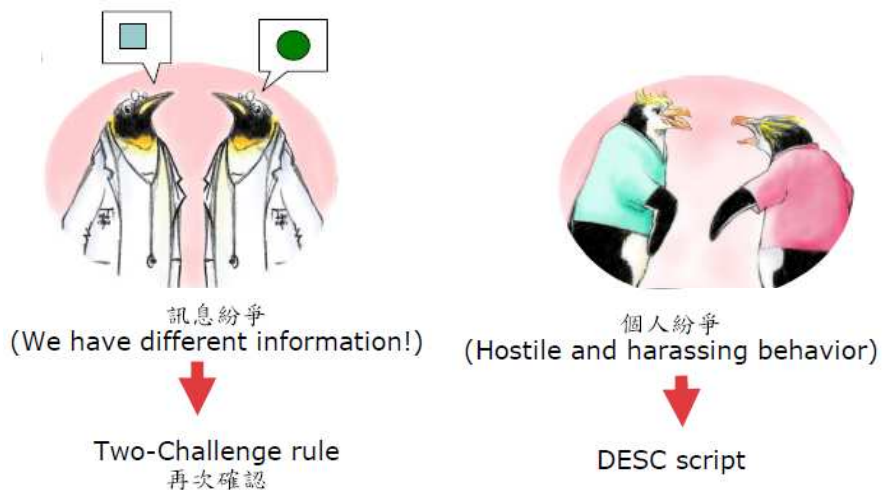 訊息紛爭
(We have different information!)
Two-Challenge rule
再次確認
個人紛爭
(Hostile and harassing behavior)
DESC script